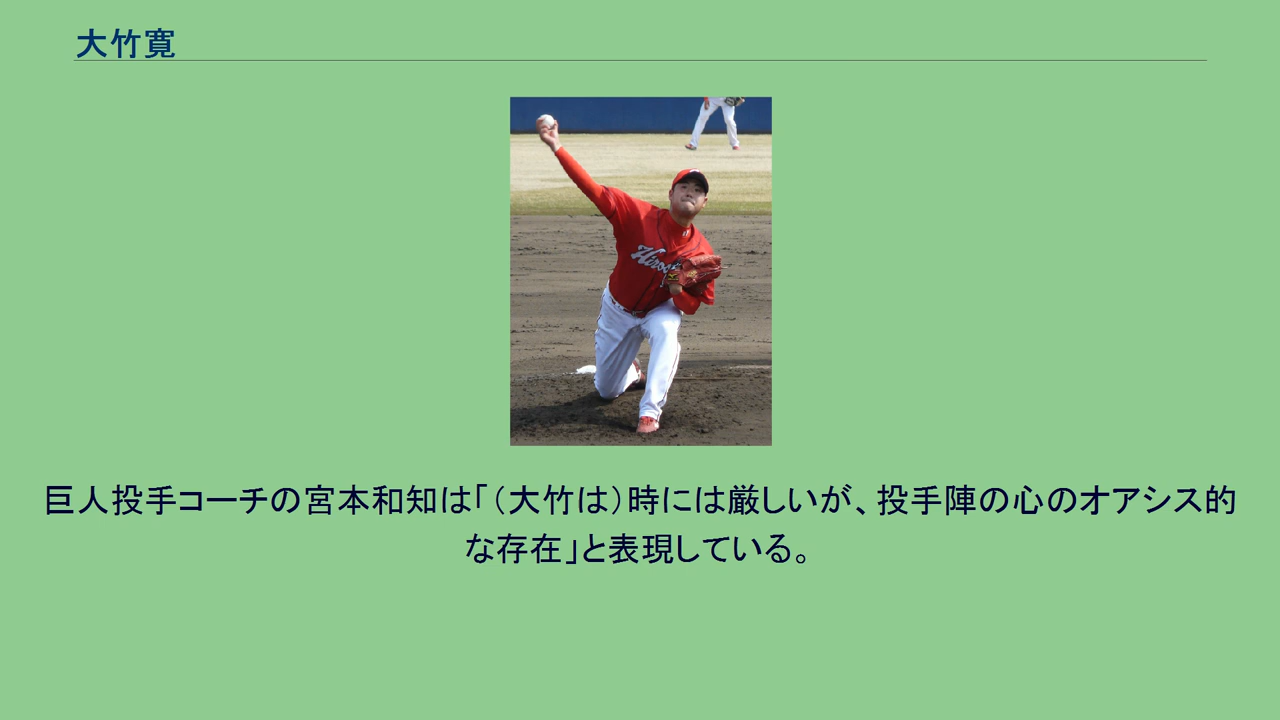 大竹寛
Hiros
巨人投手コーチの宮本和知は「（大竹は）時には厳しいが、投手陣の心のオアシス的
な存在」と表現している。